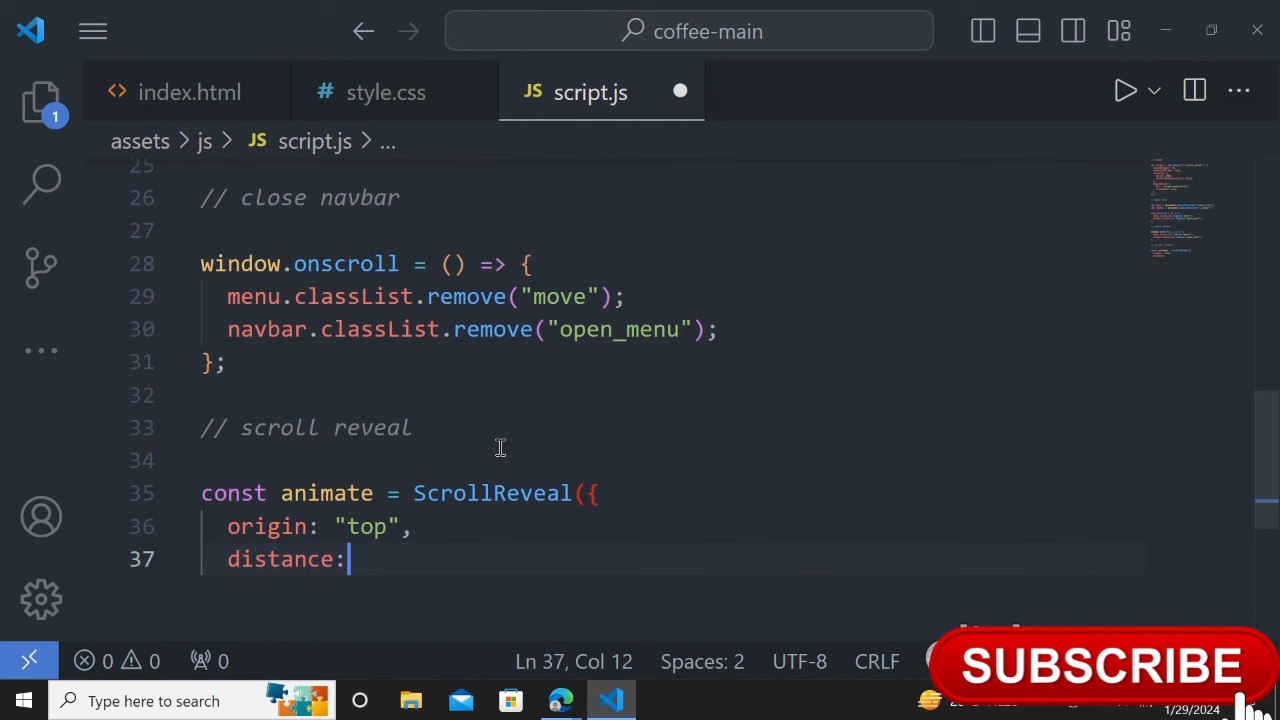 coffee-main
index.html
# style.css
JS script.js
1
assets > js > JS script.js > ...
25
26 // close navbar
27
28 window.onscroll = () => {
29 menu.classList.remove("move");
30 navbar.classList.remove("open_menu");
31 };
32
33 // scroll reveal
34
35 const animate = ScrollReveal({
36 origin: "top",
37 distance:
0 0 0
Ln 37, Col 12 Spaces: 2 UTF-8 CRLF
SUBSCRIBE
Type here to search
1/29/2024